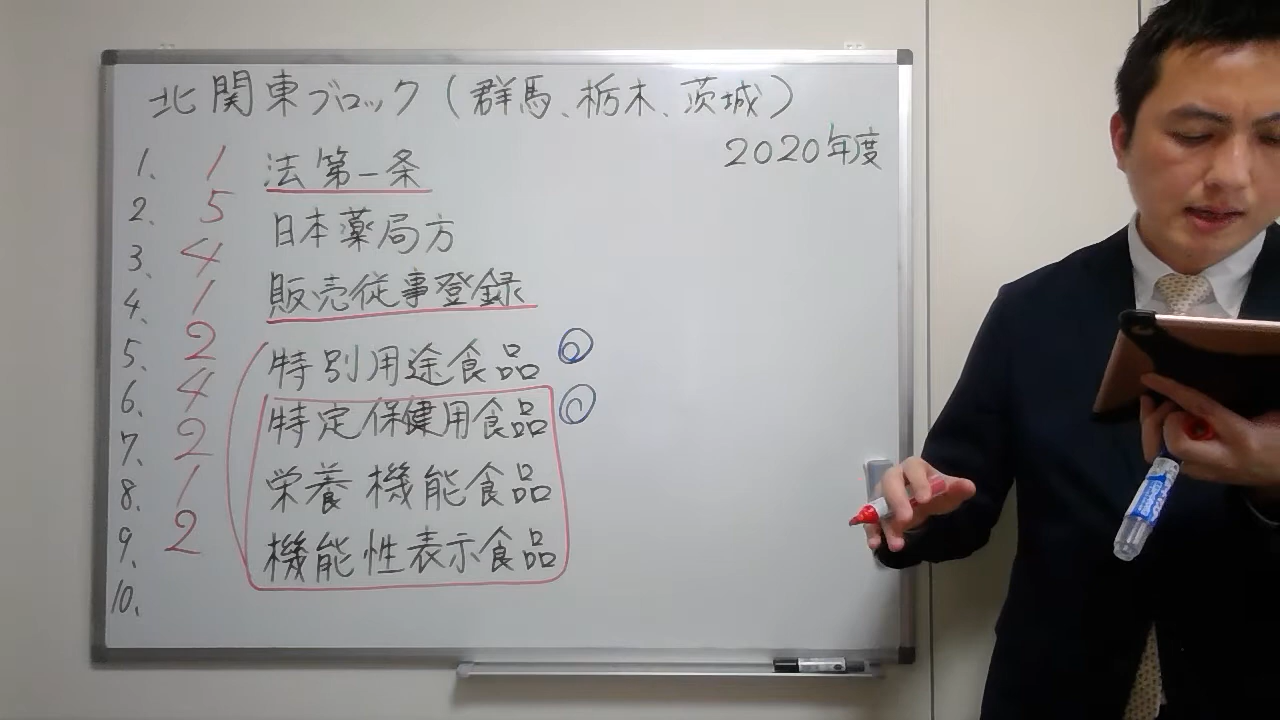 北関東ブロック（群馬、栃木、茨城）
2020年度
1. 1 法第一条
2. 5 日本薬局方
3. 4 販売従事登録
4. 1
5. 2 特別用途食品 ◎
6. 4 特定保健用食品 ◎
7. 2 栄養機能食品
8. 1
9. 2 機能性表示食品
10.